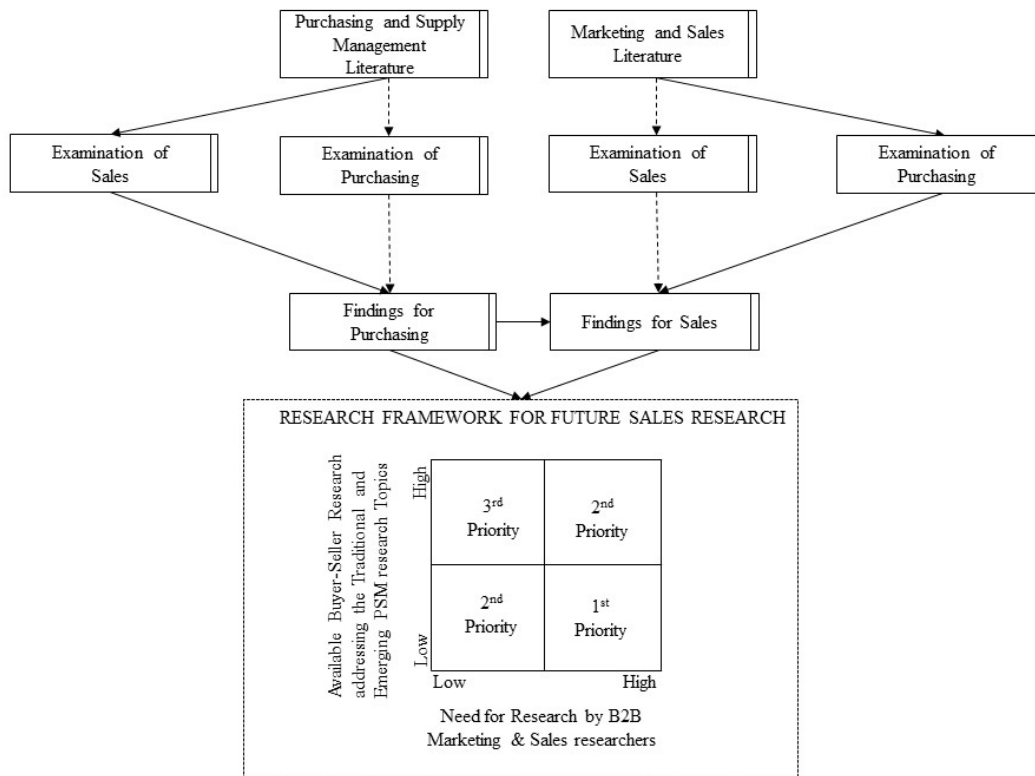 Purchasing and Supply
Management
Literature
Marketing and Sales
Literature
Examination of
Sales
Examination of
Purchasing
Examination of
Sales
Examination of
Purchasing
Findings for
Purchasing
Findings for Sales
RESEARCH FRAMEWORK FOR FUTURE SALES RESEARCH
Available Buyer-Seller Research
addressing the Traditional and
Emerging PSM research Topics
High
Low
3rd
Priority
2nd
Priority
2nd
Priority
1st
Priority
Low
High
Need for Research by B2B
Marketing & Sales researchers